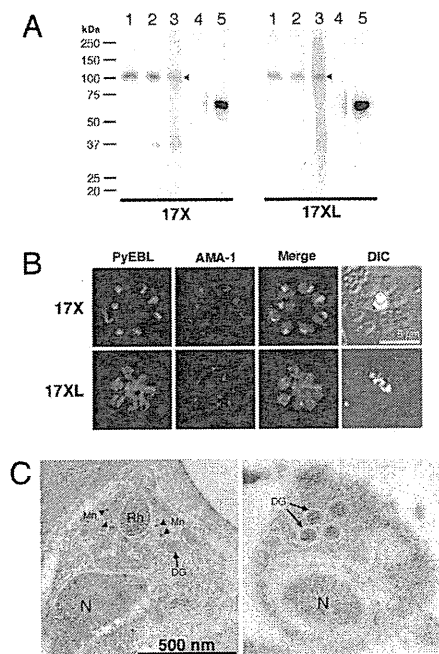 A
1 2 3 4 5 1 2 3 4 5
kDa
250
150
100
75
50
37
25
20
17X 17XL
B
PyEBL AMA-1 Merge DIC
17X
17XL
C
Mn Rh Mn
DG
N
500 nm
DG
N